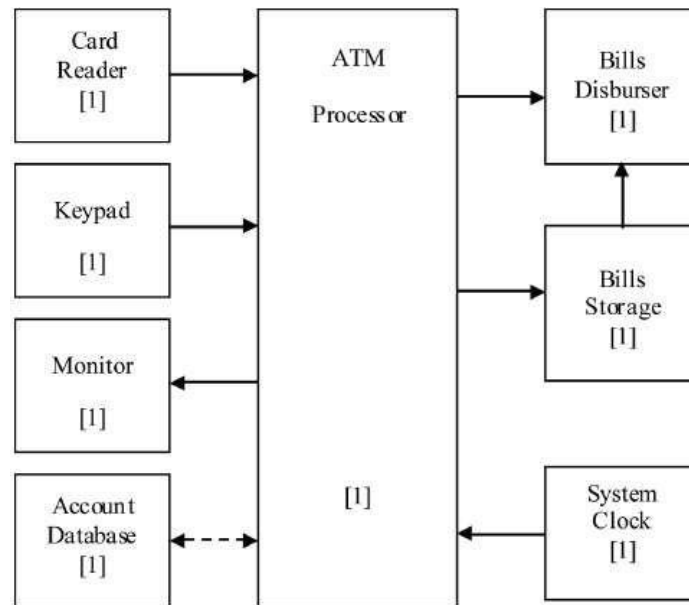 Card
Reader
[1]
Keypad
[1]
Monitor
[1]
Account
Database
[1]
ATM
Processor
[1]
Bills
Disburser
[1]
Bills
Storage
[1]
System
Clock
[1]